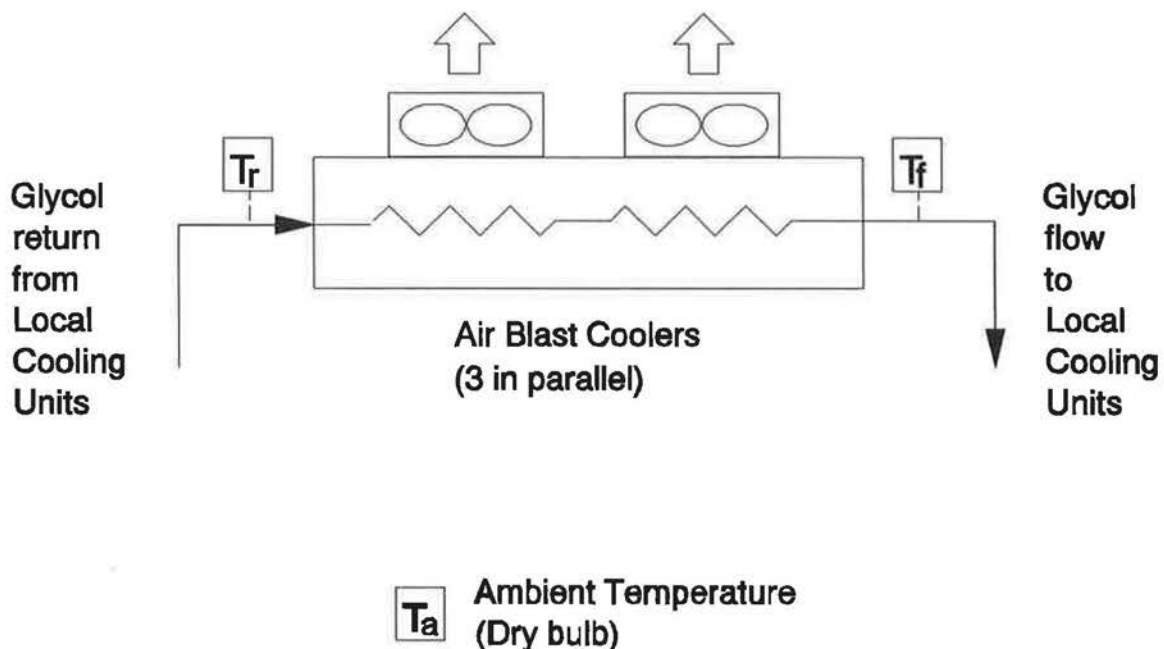 Tr
Tf
Glycol
return
from
Local
Cooling
Units
Air Blast Coolers
(3 in parallel)
Glycol
flow
to
Local
Cooling
Units
Ta
Ambient Temperature
(Dry bulb)